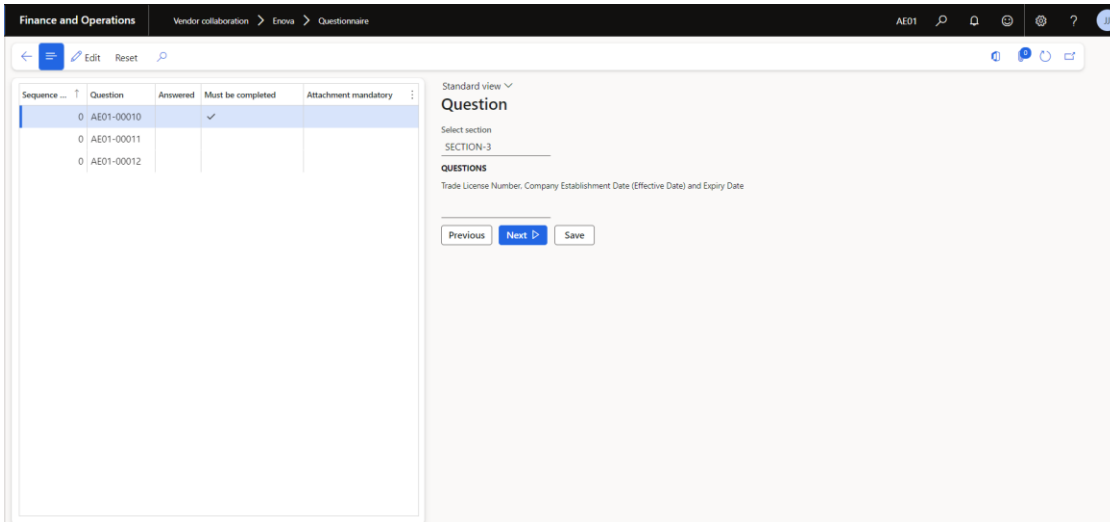 Finance and Operations Vendor collaboration Enova Questionnaire AE01 ?
Edit Reset 0
Sequence ... Question Answered Must be completed Attachment mandatory
0 AE01-00010
0 AE01-00011
0 AE01-00012
Standard view
Question
Select section
SECTION-3
QUESTIONS
Trade License Number, Company Establishment Date (Effective Date) and Expiry Date
Previous Next Save